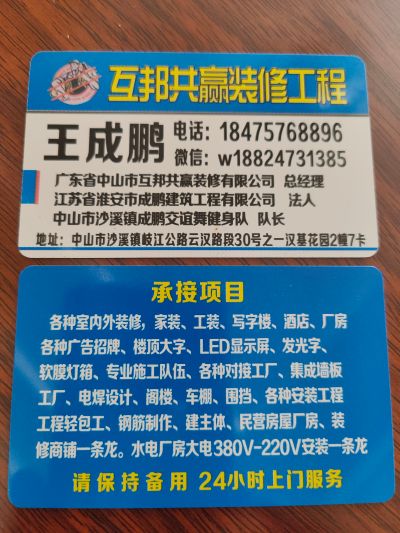 互邦共赢装修工程
王成鹏 电话：18475768896
微信：w18824731385
广东省中山市互邦共赢装修有限公司 总经理
江苏省淮安市成鹏建筑工程有限公司 法人
中山市沙溪镇成鹏交谊舞健身队 队长
地址：中山市沙溪镇岐江公路云汉路段30号之一汉基花园2幢7卡
承接项目
各种室内外装修，家装、工装、写字楼、酒店、厂房
各种广告招牌、楼顶大字、LED显示屏、发光字、
软膜灯箱、专业施工队伍、各种对接工厂、集成墙板
工厂、电焊设计、阁楼、车棚、围挡、各种安装工程
工程轻包工、钢筋制作、建主体、民营房屋厂房、装
修商铺一条龙。水电厂房大电380V-220V安装一条龙
请保持备用 24小时上门服务